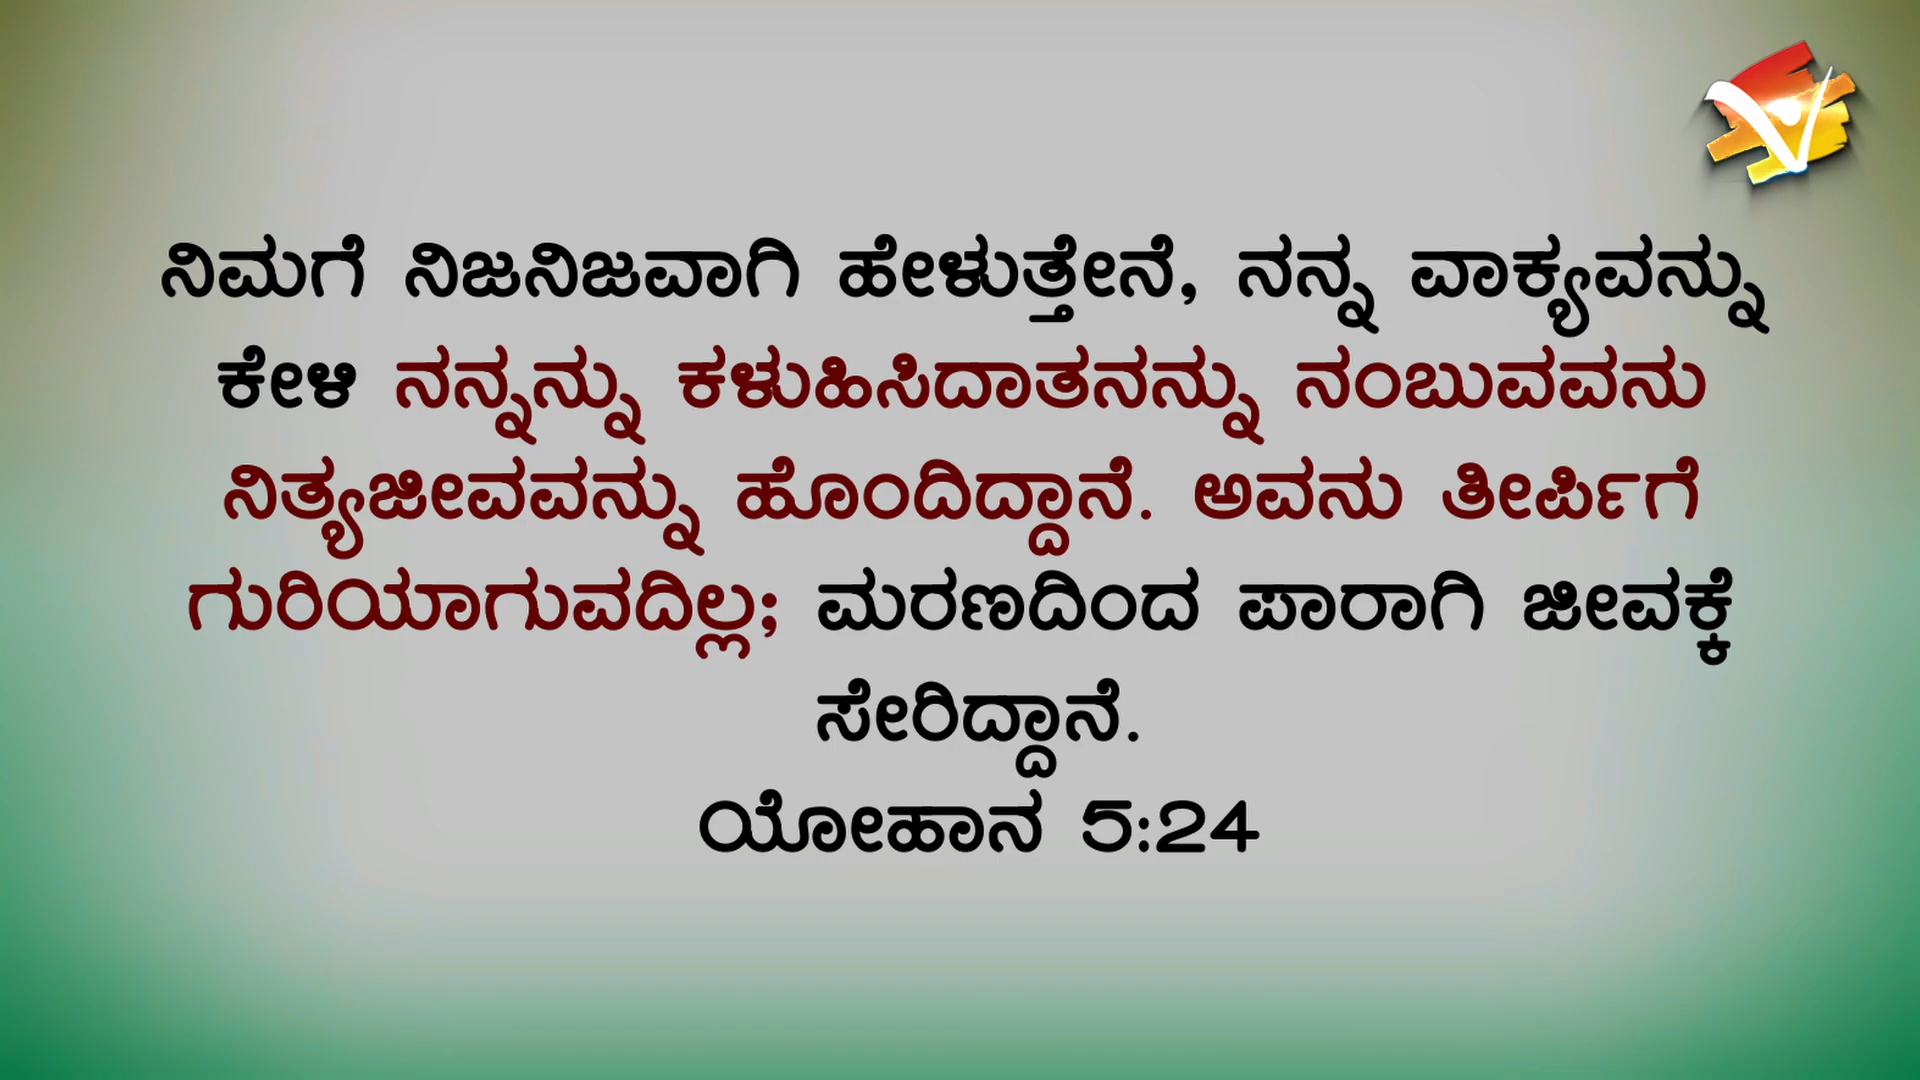 ನಿಮಗೆ ನಿಜನಿಜವಾಗಿ ಹೇಳುತ್ತೇನೆ, ನನ್ನ ವಾಕ್ಯವನ್ನು
ಕೇಳಿ ನನ್ನನ್ನು ಕಳುಹಿಸಿದಾತನನ್ನು ನಂಬುವವನು
ನಿತ್ಯಜೀವವನ್ನು ಹೊಂದಿದ್ದಾನೆ. ಅವನು ತೀರ್ಪಿಗೆ
ಗುರಿಯಾಗುವದಿಲ್ಲ; ಮರಣದಿಂದ ಪಾರಾಗಿ ಜೀವಕ್ಕೆ
ಸೇರಿದ್ದಾನೆ.
ಯೋಹಾನ 5:24